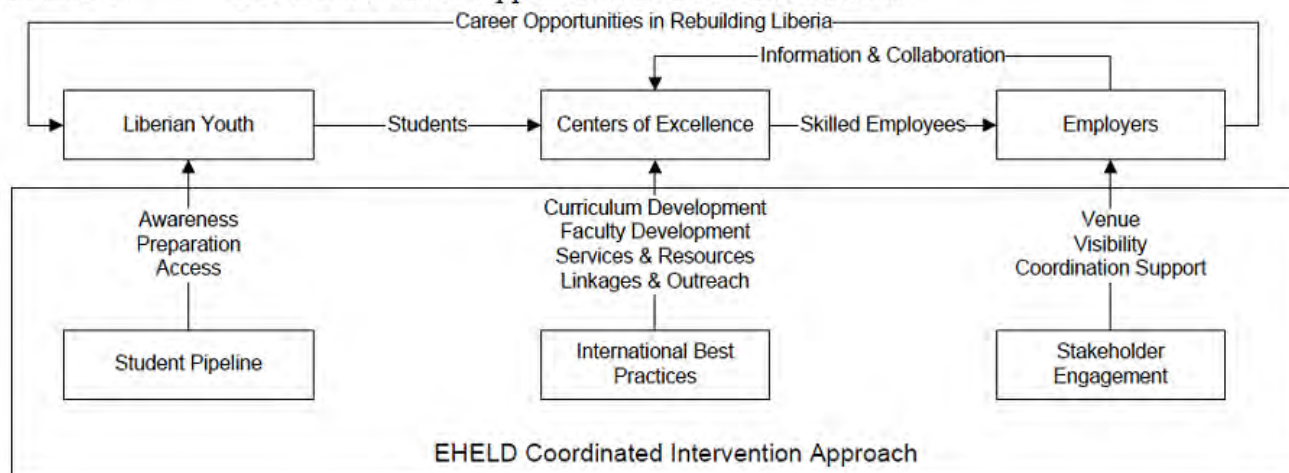 Career Opportunities in Rebuilding Liberia
Information & Collaboration
Liberian Youth
Students
Centers of Excellence
Skilled Employees
Employers
Awareness
Preparation
Access
Curriculum Development
Faculty Development
Services & Resources
Linkages & Outreach
Venue
Visibility
Coordination Support
Student Pipeline
International Best
Practices
Stakeholder
Engagement
EHELD Coordinated Intervention Approach